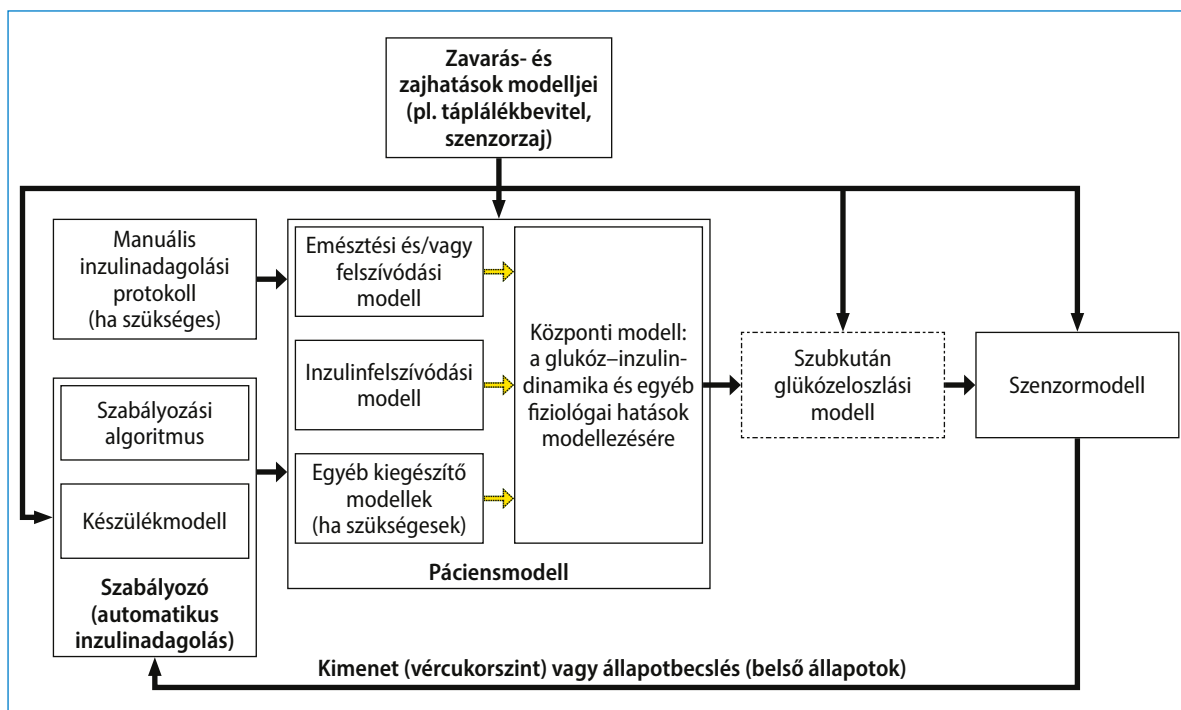 Zavarás- és
zajhatások modelljei
(pl. táplálékbevitel,
szenzorzaj)
Manuális
inzulinadagolási
protokoll
(ha szükséges)
Szabályozási
algoritmus
Készülékmodell
Szabályozó
(automatikus
inzulinadagolás)
Emésztési és/vagy
felszívódási
modell
Inzulinfelszívódási
modell
Egyéb kiegészítő
modellek
(ha szükségesek)
Központi modell:
a glukóz–inzulin-
dinamika és egyéb
fiziológai hatások
modellezésére
Páciensmodell
Szubkután
glükózeloszlási
modell
Szenzormodell
Kimenet (vércukorszint) vagy állapotbecslés (belső állapotok)